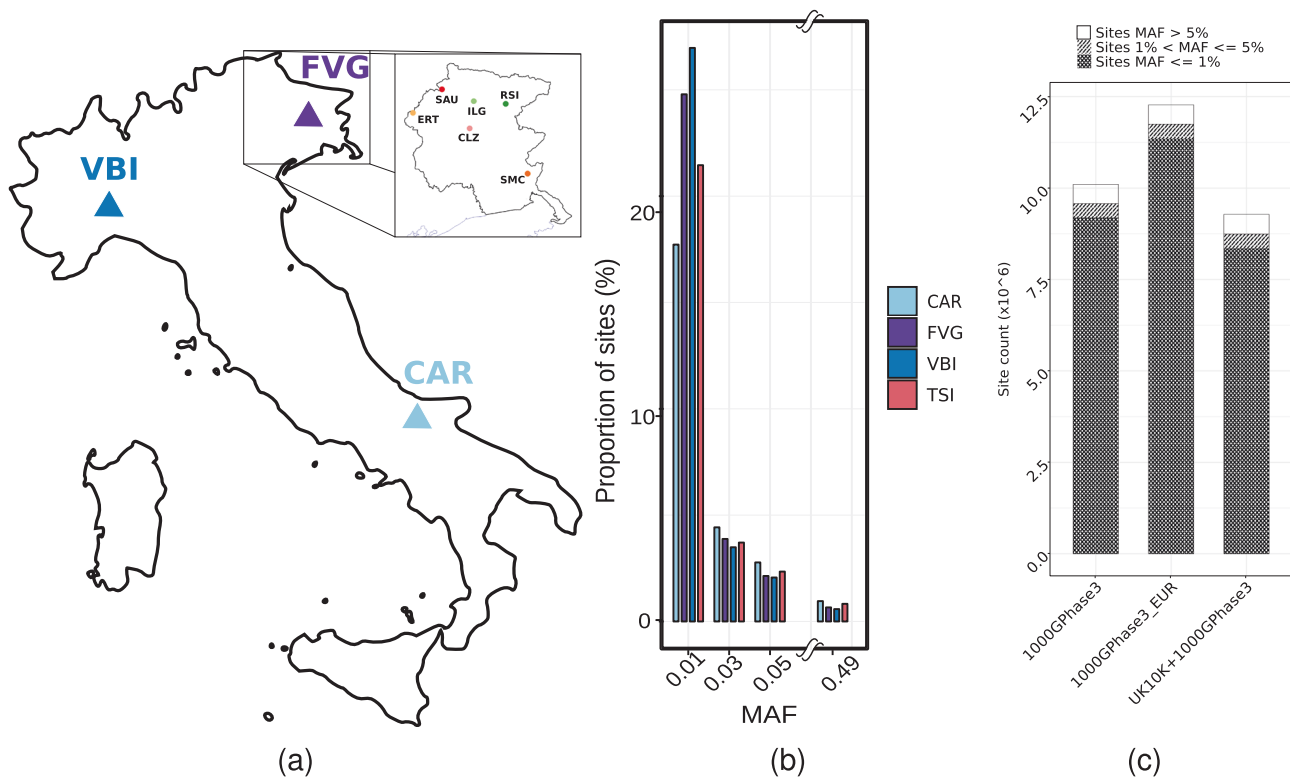 FVG
SAU
ILG
RSI
ERT
CLZ
SMC
VBI
CAR
(a)
Proportion of sites (%)
20
10
0
0.01
0.03
0.05
0.49
MAF
CAR
FVG
VBI
TSI
(b)
Sites MAF > 5%
Sites 1% < MAF <= 5%
Sites MAF <= 1%
Site count (x10^6)
12.5
10.0
7.5
5.0
2.5
0.0
1000GPhase3
1000GPhase3_EUR
UK10K+1000GPhase3
(c)